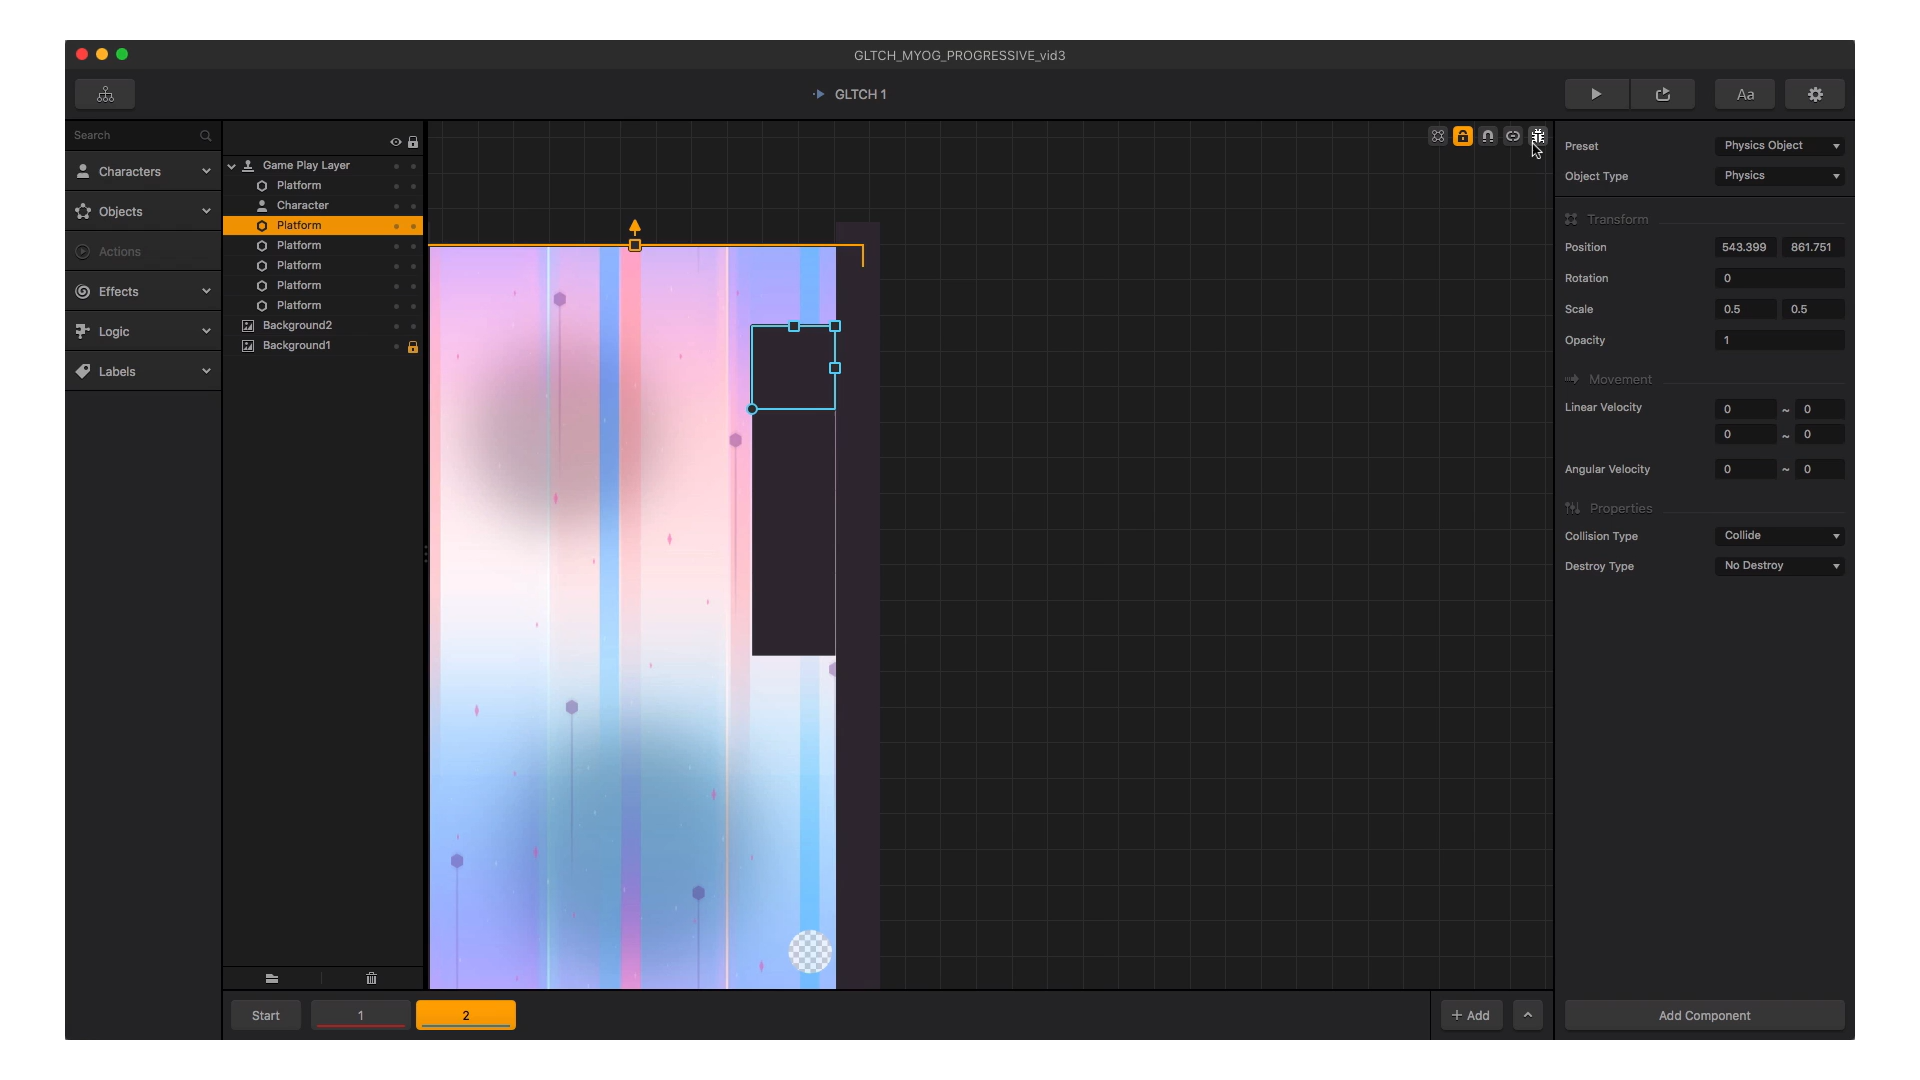 GLTCH_MYOG_PROGRESSIVE_vid3
GLTCH 1
Aa
Search
Characters
Objects
Actions
Effects
Logic
Labels
Game Play Layer
Platform
Character
Platform
Platform
Platform
Platform
Platform
Background2
Background1
Preset Physics Object
Object Type Physics
Transform
Position 543.399 861.751
Rotation 0
Scale 0.5 0.5
Opacity 1
Movement
Linear Velocity 0 ~ 0
0 ~ 0
Angular Velocity 0 ~ 0
Properties
Collision Type Collide
Destroy Type No Destroy
Start 1 2
+ Add
Add Component